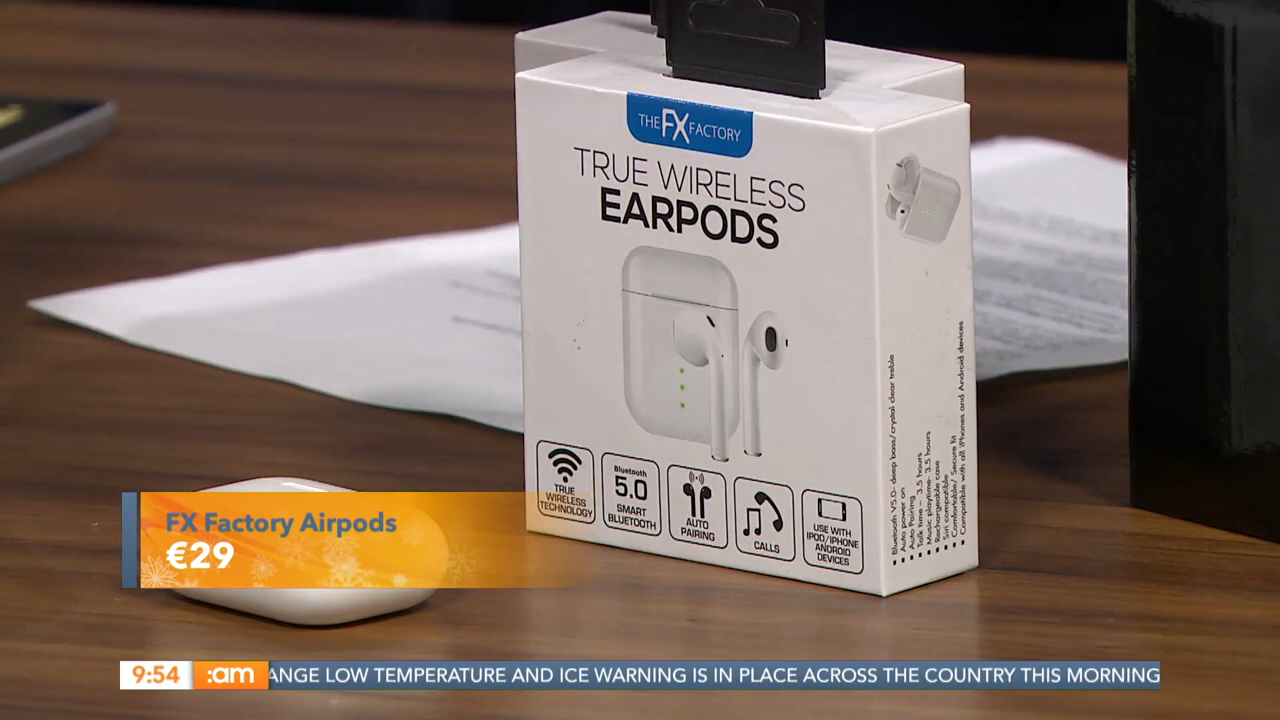 THE FX FACTORY
TRUE WIRELESS
EARPODS
TRUE
WIRELESS
TECHNOLOGY
Bluetooth
5.0
SMART
BLUETOOTH
AUTO
PAIRING
CALLS
USE WITH
IPOD/IPHONE
ANDROID
DEVICES
▪ Bluetooth V5.0- deep bass/crystal clear treble
▪ Auto power on
▪ Auto Pairing
▪ Talk Time – 3.5 hours
▪ Music playtime- 3.5 hours
▪ Rechargeable case
▪ Siri compatible
▪ Comfortable/ Secure fit
▪ Compatible with all iPhones and Android devices
FX Factory Airpods
€29
9:54 :am ANGE LOW TEMPERATURE AND ICE WARNING IS IN PLACE ACROSS THE COUNTRY THIS MORNING